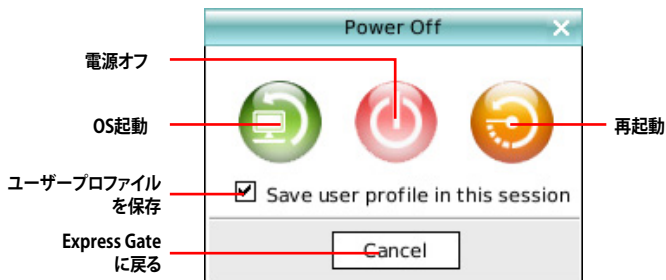 Power Off
電源オフ
OS起動
再起動
ユーザープロファイル
を保存
Save user profile in this session
Express Gate
に戻る
Cancel